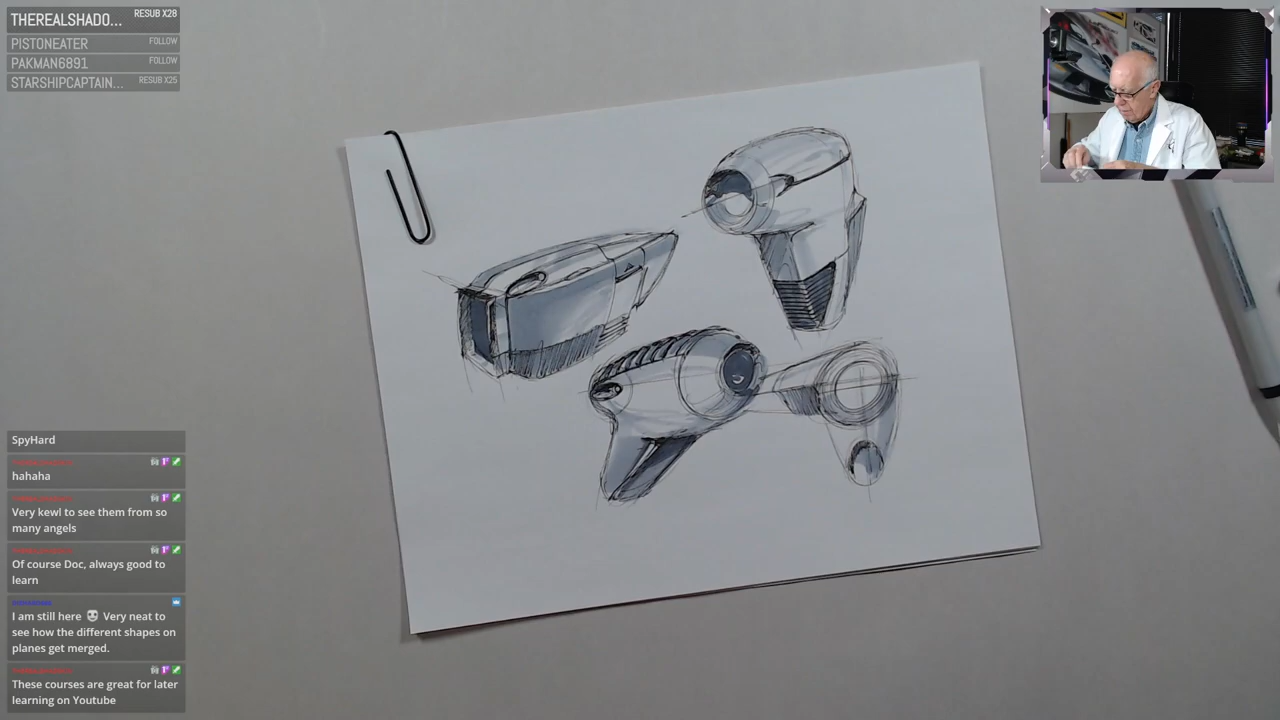 THEREALSHADO... RESUB X28
PISTONEATER FOLLOW
PAKMAN6891 FOLLOW
STARSHIPCAPTAIN... RESUB X25
SpyHard
hahaha
Very kewl to see them from so
many angels
Of course Doc, always good to
learn
I am still here Very neat to
see how the different shapes on
planes get merged.
These courses are great for later
learning on Youtube